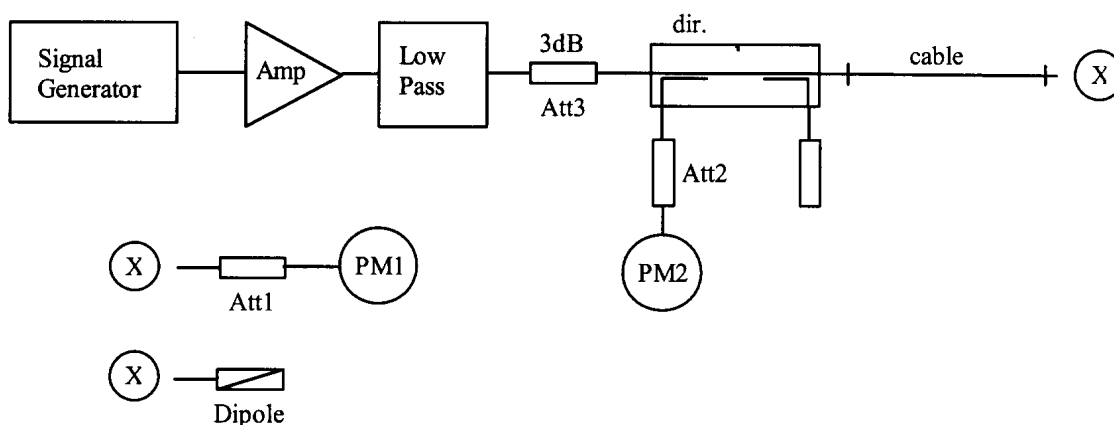 Signal
Generator
Amp
Low
Pass
3dB
Att3
dir.
cable
X
Att2
PM2
X
Att1
PM1
X
Dipole